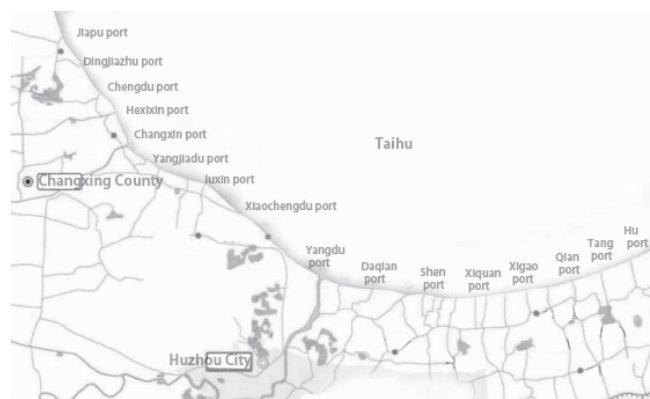 Jiapu port
Dingjiazhu port
Chengdu port
Hexixin port
Changxin port
Taihu
Yangjiadu port
Changxing County
luxin port
Xiaochengdu port
Yangdu
port
Daqian
port
Shen
port
Xiquan
port
Xigao
port
Qian
port
Tang
port
Hu
port
Huzhou City